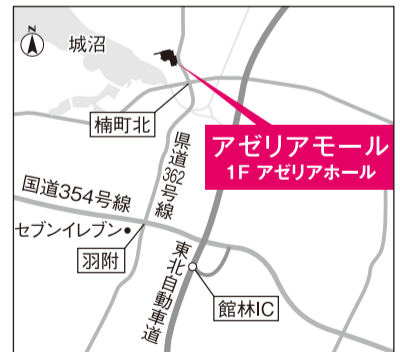 N
城沼
楠町北
アゼリアモール
1F アゼリアホール
県道362号線
国道354号線
セブンイレブン
羽附
東北自動車道
館林IC